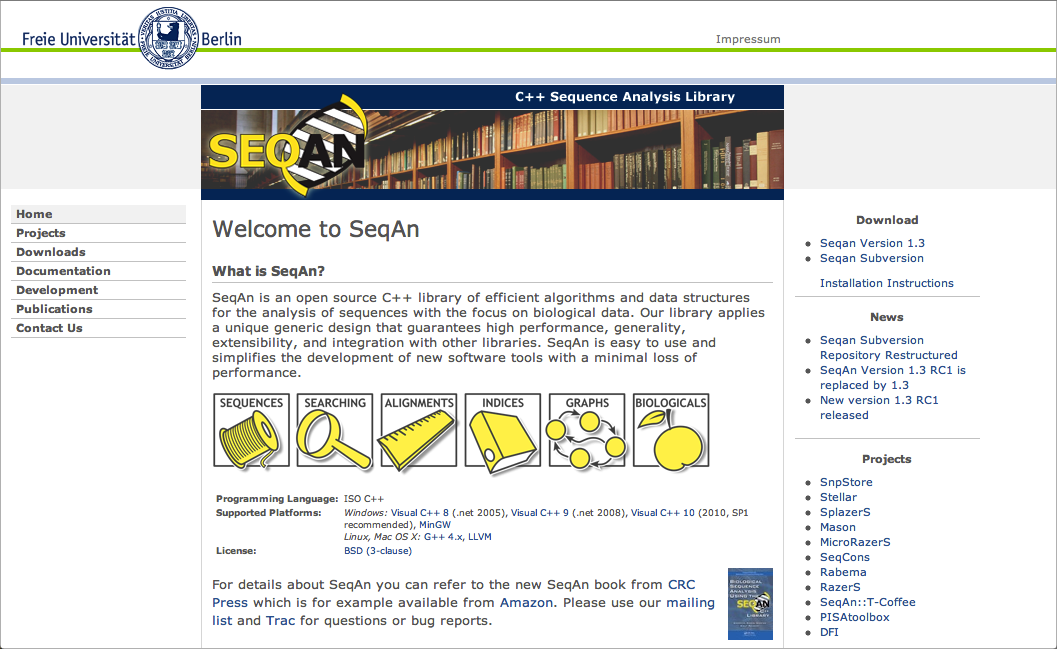 Freie Universität Berlin
Impressum
C++ Sequence Analysis Library
SEQAN
Home
Projects
Downloads
Documentation
Development
Publications
Contact Us
Welcome to SeqAn
What is SeqAn?
SeqAn is an open source C++ library of efficient algorithms and data structures
for the analysis of sequences with the focus on biological data. Our library applies
a unique generic design that guarantees high performance, generality,
extensibility, and integration with other libraries. SeqAn is easy to use and
simplifies the development of new software tools with a minimal loss of
performance.
SEQUENCES SEARCHING ALIGNMENTS INDICES GRAPHS BIOLOGICALS
Programming Language: ISO C++
Supported Platforms: Windows: Visual C++ 8 (.net 2005), Visual C++ 9 (.net 2008), Visual C++ 10 (2010, SP1
recommended), MinGW
Linux, Mac OS X: G++ 4.x, LLVM
License: BSD (3-clause)
For details about SeqAn you can refer to the new SeqAn book from CRC
Press which is for example available from Amazon. Please use our mailing
list and Trac for questions or bug reports.
BIOLOGICAL
SEQUENCE
ANALYSIS USING THE
SEQAN
C++
LIBRARY
Download
Seqan Version 1.3
Seqan Subversion
Installation Instructions
News
Seqan Subversion
Repository Restructured
SeqAn Version 1.3 RC1 is
replaced by 1.3
New version 1.3 RC1
released
Projects
SnpStore
Stellar
SplazerS
Mason
MicroRazerS
SeqCons
Rabema
RazerS
SeqAn::T-Coffee
PISAtoolbox
DFI